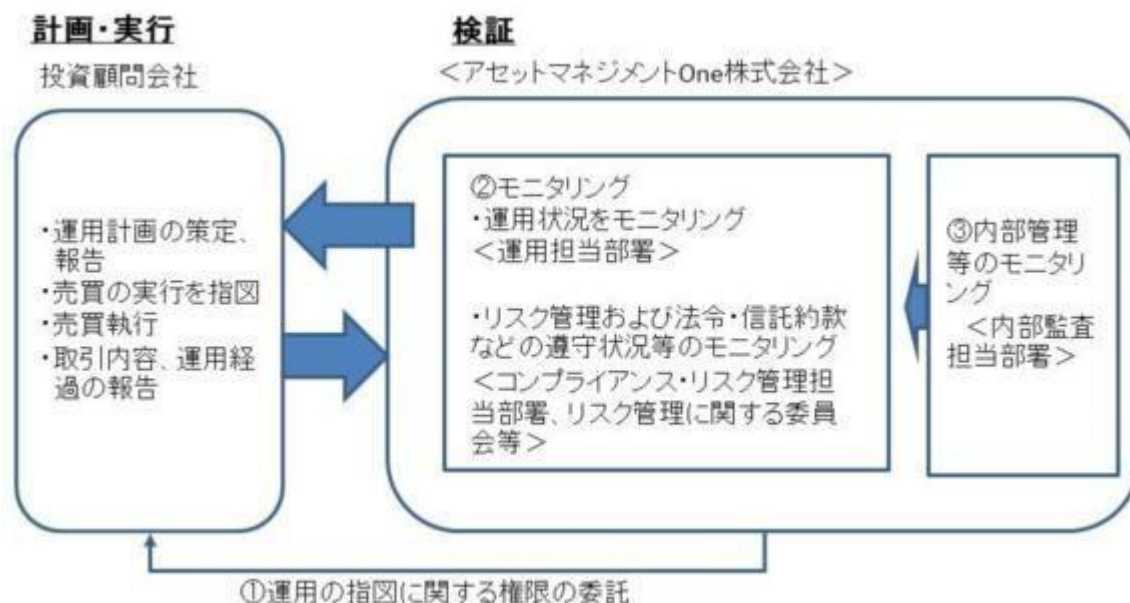 計画・実行
投資顧問会社
・運用計画の策定、
報告
・売買の実行を指図
・売買執行
・取引内容、運用経
過の報告
検証
＜アセットマネジメントOne株式会社＞
②モニタリング
・運用状況をモニタリング
＜運用担当部署＞
・リスク管理および法令・信託約款
などの遵守状況等のモニタリング
＜コンプライアンス・リスク管理担
当部署、リスク管理に関する委員
会等＞
③内部管理
等のモニタリ
ング
＜内部監査
担当部署＞
①運用の指図に関する権限の委託